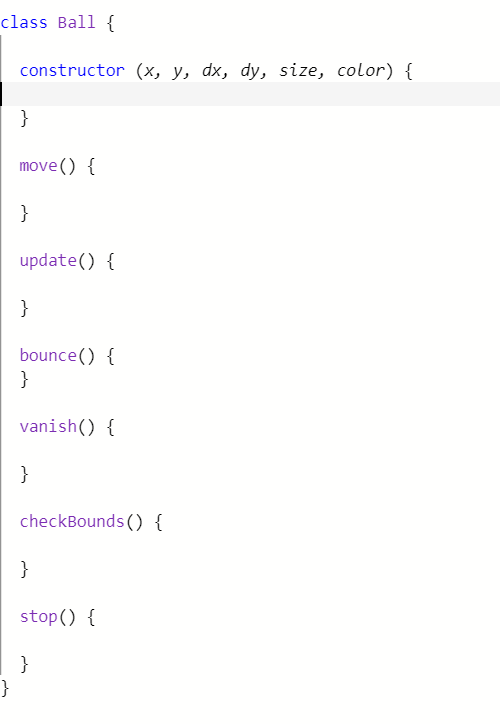 class Ball {
constructor (x, y, dx, dy, size, color) {
}
move() {
}
update() {
}
bounce() {
}
vanish() {
}
checkBounds() {
}
stop() {
}
}